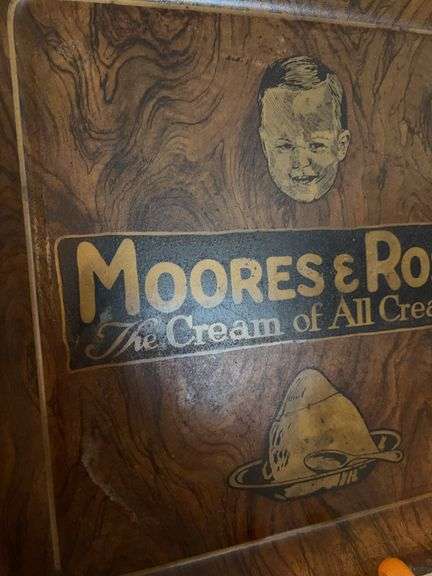 MOORES & RO
The Cream of All Crea